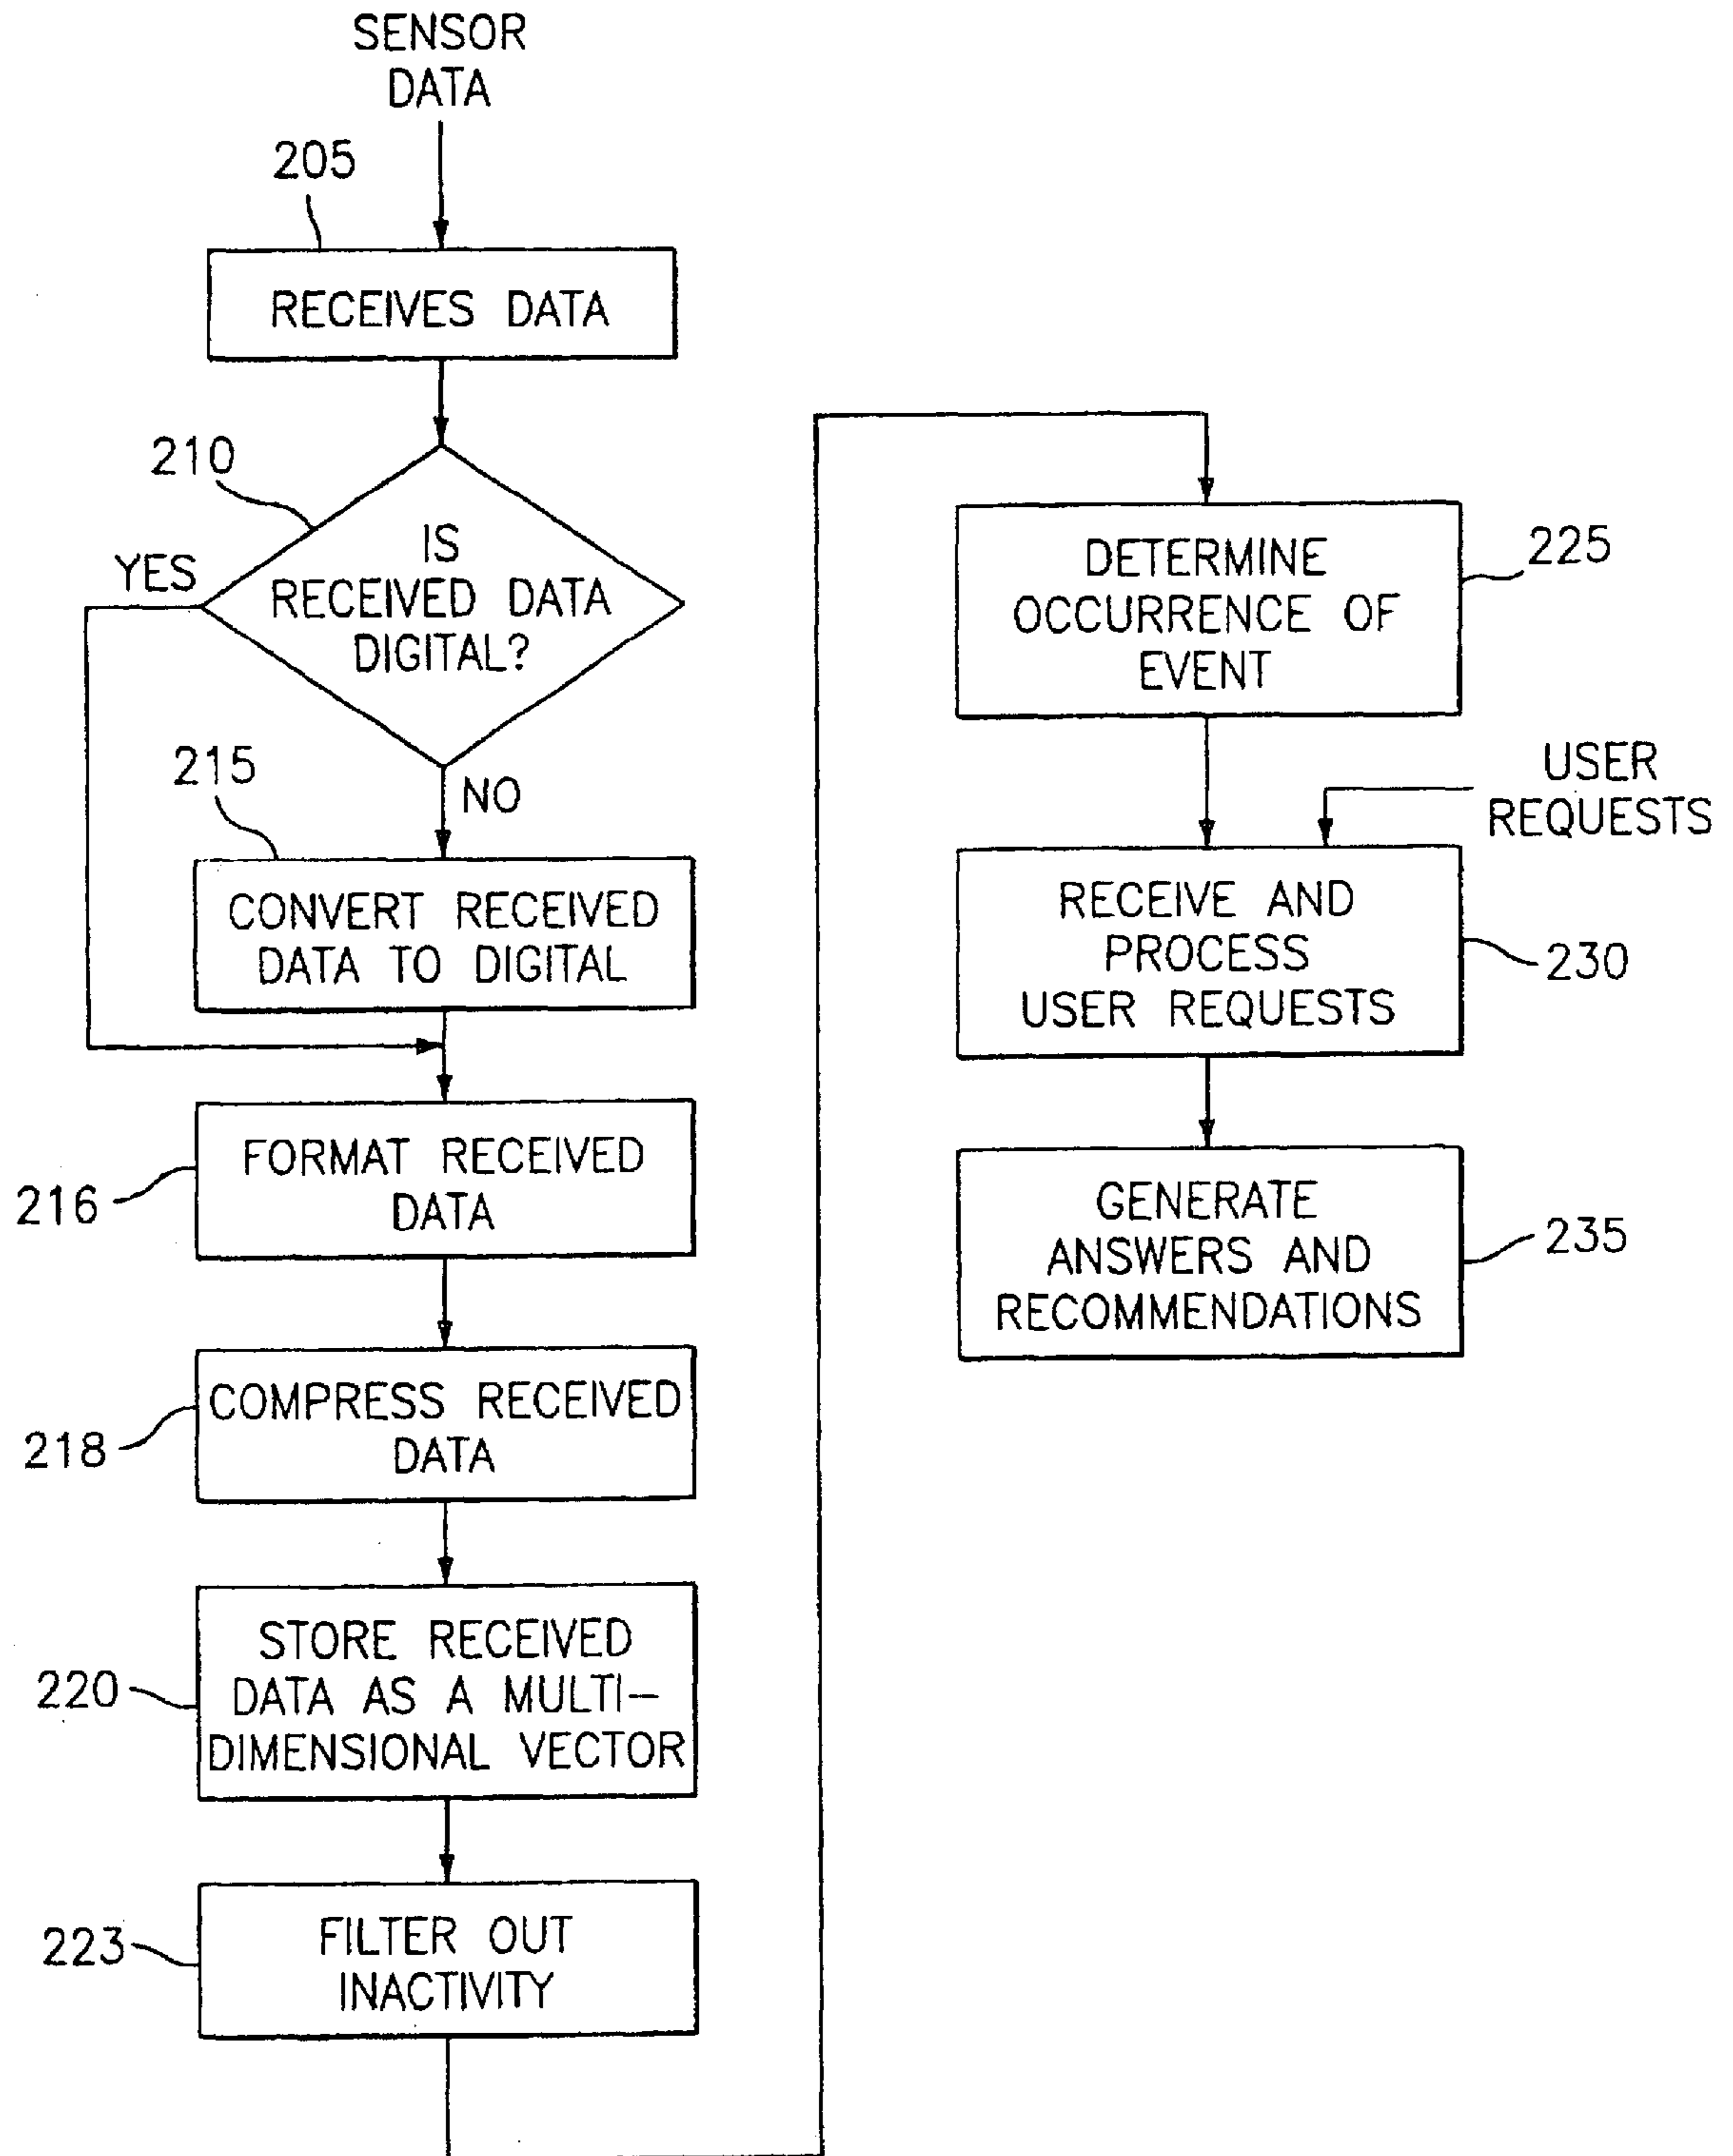 SENSOR
DATA
205
RECEIVES DATA
210
IS
RECEIVED DATA
DIGITAL?
YES
NO
215
CONVERT RECEIVED
DATA TO DIGITAL
216
FORMAT RECEIVED
DATA
218
COMPRESS RECEIVED
DATA
220
STORE RECEIVED
DATA AS A MULTI-
DIMENSIONAL VECTOR
223
FILTER OUT
INACTIVITY
DETERMINE
OCCURRENCE OF
EVENT
225
USER
REQUESTS
RECEIVE AND
PROCESS
USER REQUESTS
230
GENERATE
ANSWERS AND
RECOMMENDATIONS
235